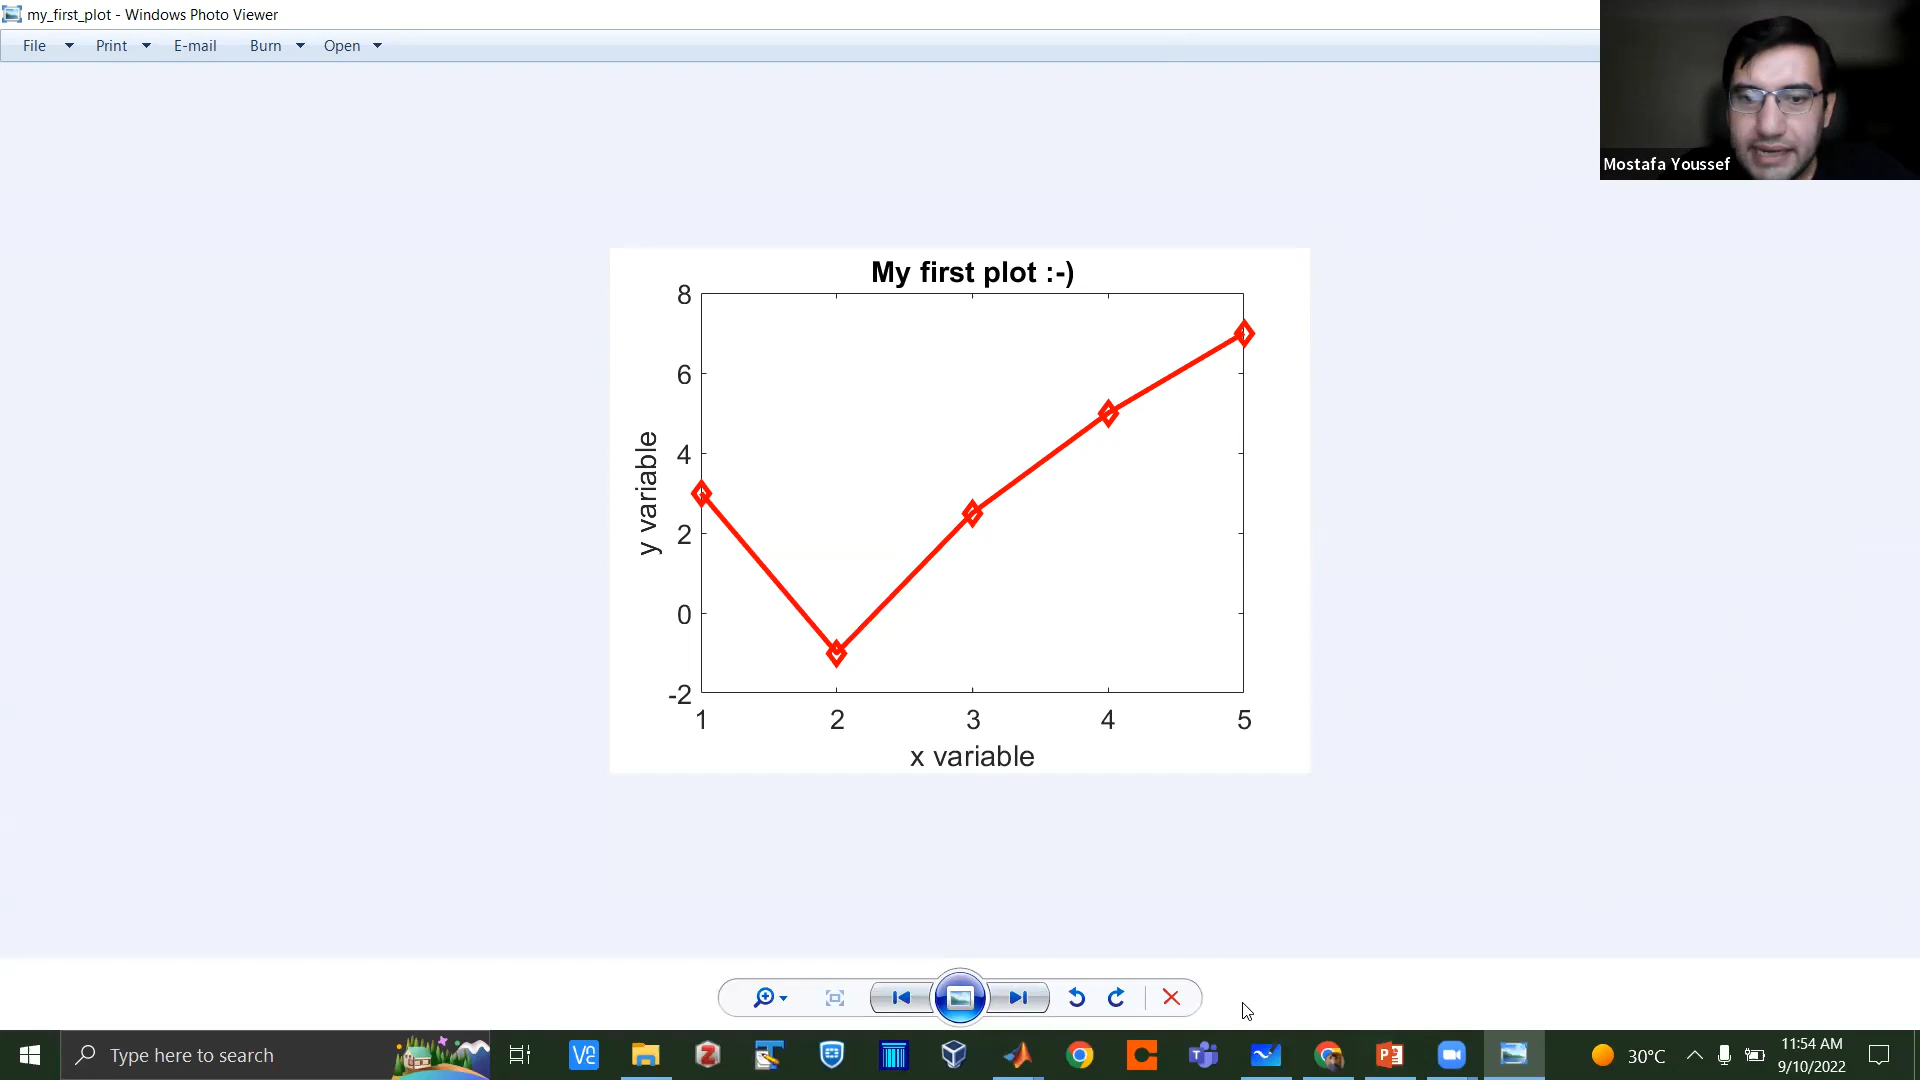 my_first_plot - Windows Photo Viewer
File Print E-mail Burn Open
Mostafa Youssef
My first plot :-)
8
6
4
2
0
-2
y variable
1 2 3 4 5
x variable
Type here to search
30°C
11:54 AM
9/10/2022